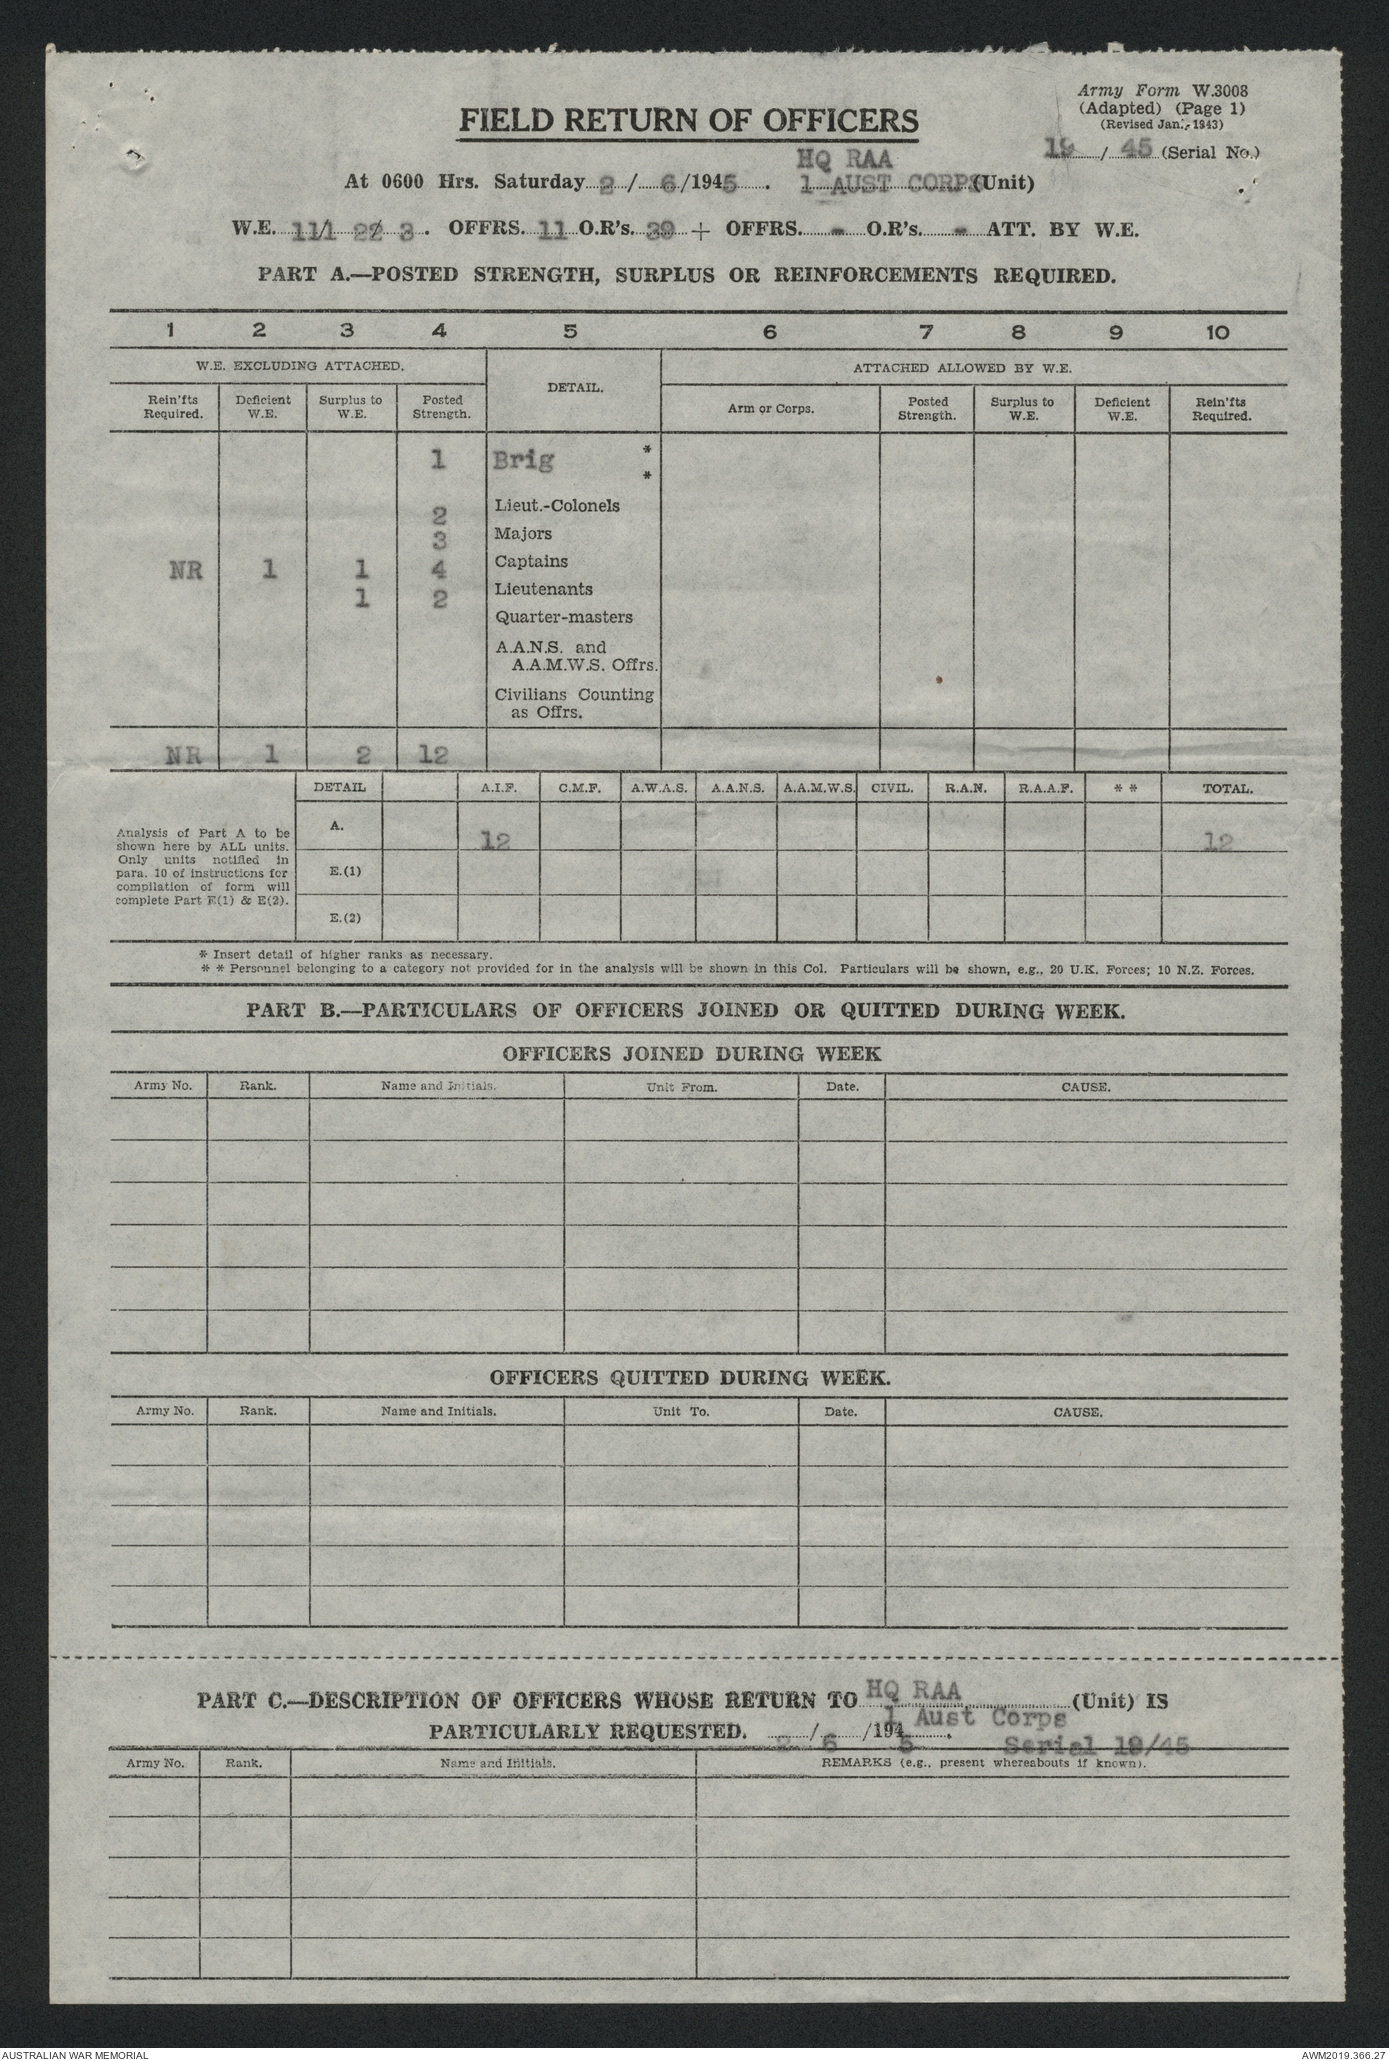 Army Form W.3008
(Adapted) (Page 1)
(Revised Jan., 1943)
FIELD RETURN OF OFFICERS
19 / 45 (Serial No.)
HQ RAA
At 0600 Hrs. Saturday 2 / 6 /1945 . 1 AUST CORPS (Unit)
W.E. 11/1 22/ 3 . OFFRS. 11 O.R's. 39 + OFFRS. - O.R's. - ATT. BY W.E.
PART A.—POSTED STRENGTH, SURPLUS OR REINFORCEMENTS REQUIRED.
1 2 3 4 5 6 7 8 9 10
W.E. EXCLUDING ATTACHED. DETAIL. ATTACHED ALLOWED BY W.E.
Rein'fts Required. Deficient W.E. Surplus to W.E. Posted Strength. Arm or Corps. Posted Strength. Surplus to W.E. Deficient W.E. Rein'fts Required.
1 Brig *
*
2 Lieut.-Colonels
3 Majors
NR 1 1 4 Captains
1 2 Lieutenants
Quarter-masters
A.A.N.S. and
A.A.M.W.S. Offrs.
Civilians Counting
as Offrs.
NR 1 2 12
DETAIL A.I.F. C.M.F. A.W.A.S. A.A.N.S. A.A.M.W.S. CIVIL. R.A.N. R.A.A.F. * * TOTAL.
Analysis of Part A to be
shown here by ALL units.
Only units notified in
para. 10 of instructions for
compilation of form will
complete Part E(1) & E(2).
A. 12 12
E.(1)
E.(2)
* Insert detail of higher ranks as necessary.
* * Personnel belonging to a category not provided for in the analysis will be shown in this Col. Particulars will be shown, e.g., 20 U.K. Forces; 10 N.Z. Forces.
PART B.—PARTICULARS OF OFFICERS JOINED OR QUITTED DURING WEEK.
OFFICERS JOINED DURING WEEK
Army No. Rank. Name and Initials. Unit From. Date. CAUSE.
OFFICERS QUITTED DURING WEEK.
Army No. Rank. Name and Initials. Unit To. Date. CAUSE.
PART C.—DESCRIPTION OF OFFICERS WHOSE RETURN TO HQ RAA (Unit) IS
1 Aust Corps
PARTICULARLY REQUESTED. 2 / 6 /194 5 .
Serial 19/45
Army No. Rank. Name and Initials. REMARKS (e.g., present whereabouts if known).
AUSTRALIAN WAR MEMORIAL
AWM2019.366.27